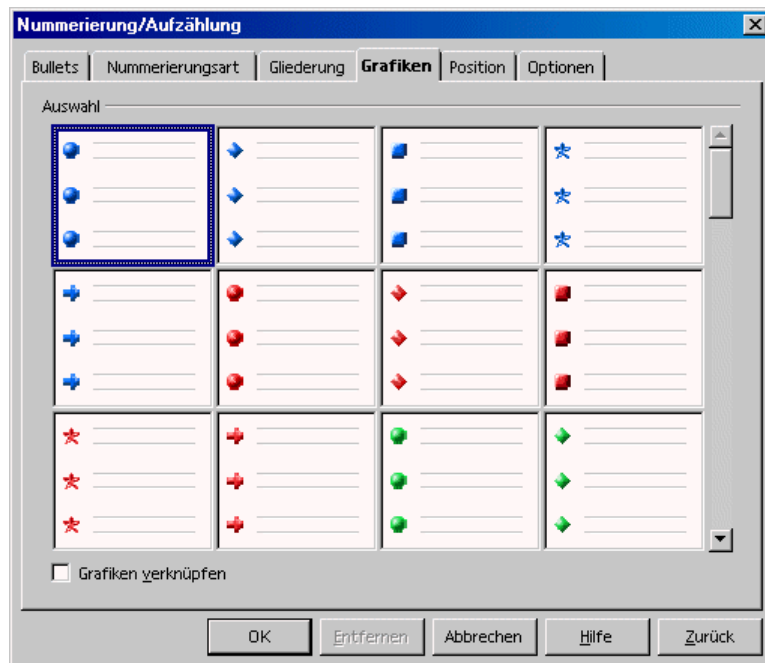 Nummerierung/Aufzählung
Bullets Nummerierungsart Gliederung Grafiken Position Optionen
Auswahl
Grafiken verknüpfen
OK Entfernen Abbrechen Hilfe Zurück